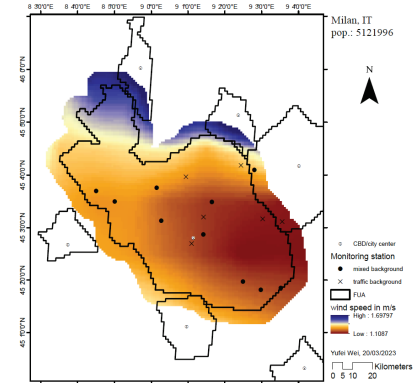 8 30'0"E 8 40'0"E 8 50'0"E 9 0'0"E 9 10'0"E 9 20'0"E 9 30'0"E 9 40'0"E
Milan, IT
pop.: 5121996
N
46 0'0"N
45 50'0"N
45 40'0"N
45 30'0"N
45 20'0"N
CBD/city center
Monitoring station
mixed background
traffic background
FUA
wind speed in m/s
High : 1.69797
Low : 1.1087
Yufei Wei, 20/03/2023
Kilometers
0 5 10 20